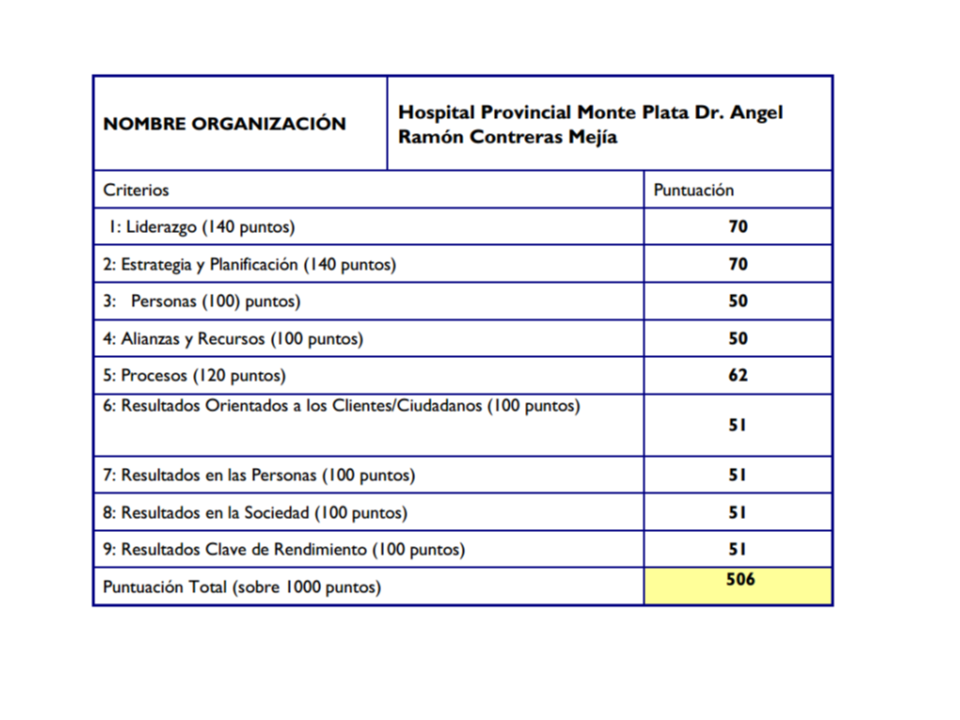 NOMBRE ORGANIZACIÓN
Hospital Provincial Monte Plata Dr. Angel
Ramón Contreras Mejía
Criterios Puntuación
1: Liderazgo (140 puntos) 70
2: Estrategia y Planificación (140 puntos) 70
3: Personas (100) puntos) 50
4: Alianzas y Recursos (100 puntos) 50
5: Procesos (120 puntos) 62
6: Resultados Orientados a los Clientes/Ciudadanos (100 puntos) 51
7: Resultados en las Personas (100 puntos) 51
8: Resultados en la Sociedad (100 puntos) 51
9: Resultados Clave de Rendimiento (100 puntos) 51
Puntuación Total (sobre 1000 puntos) 506